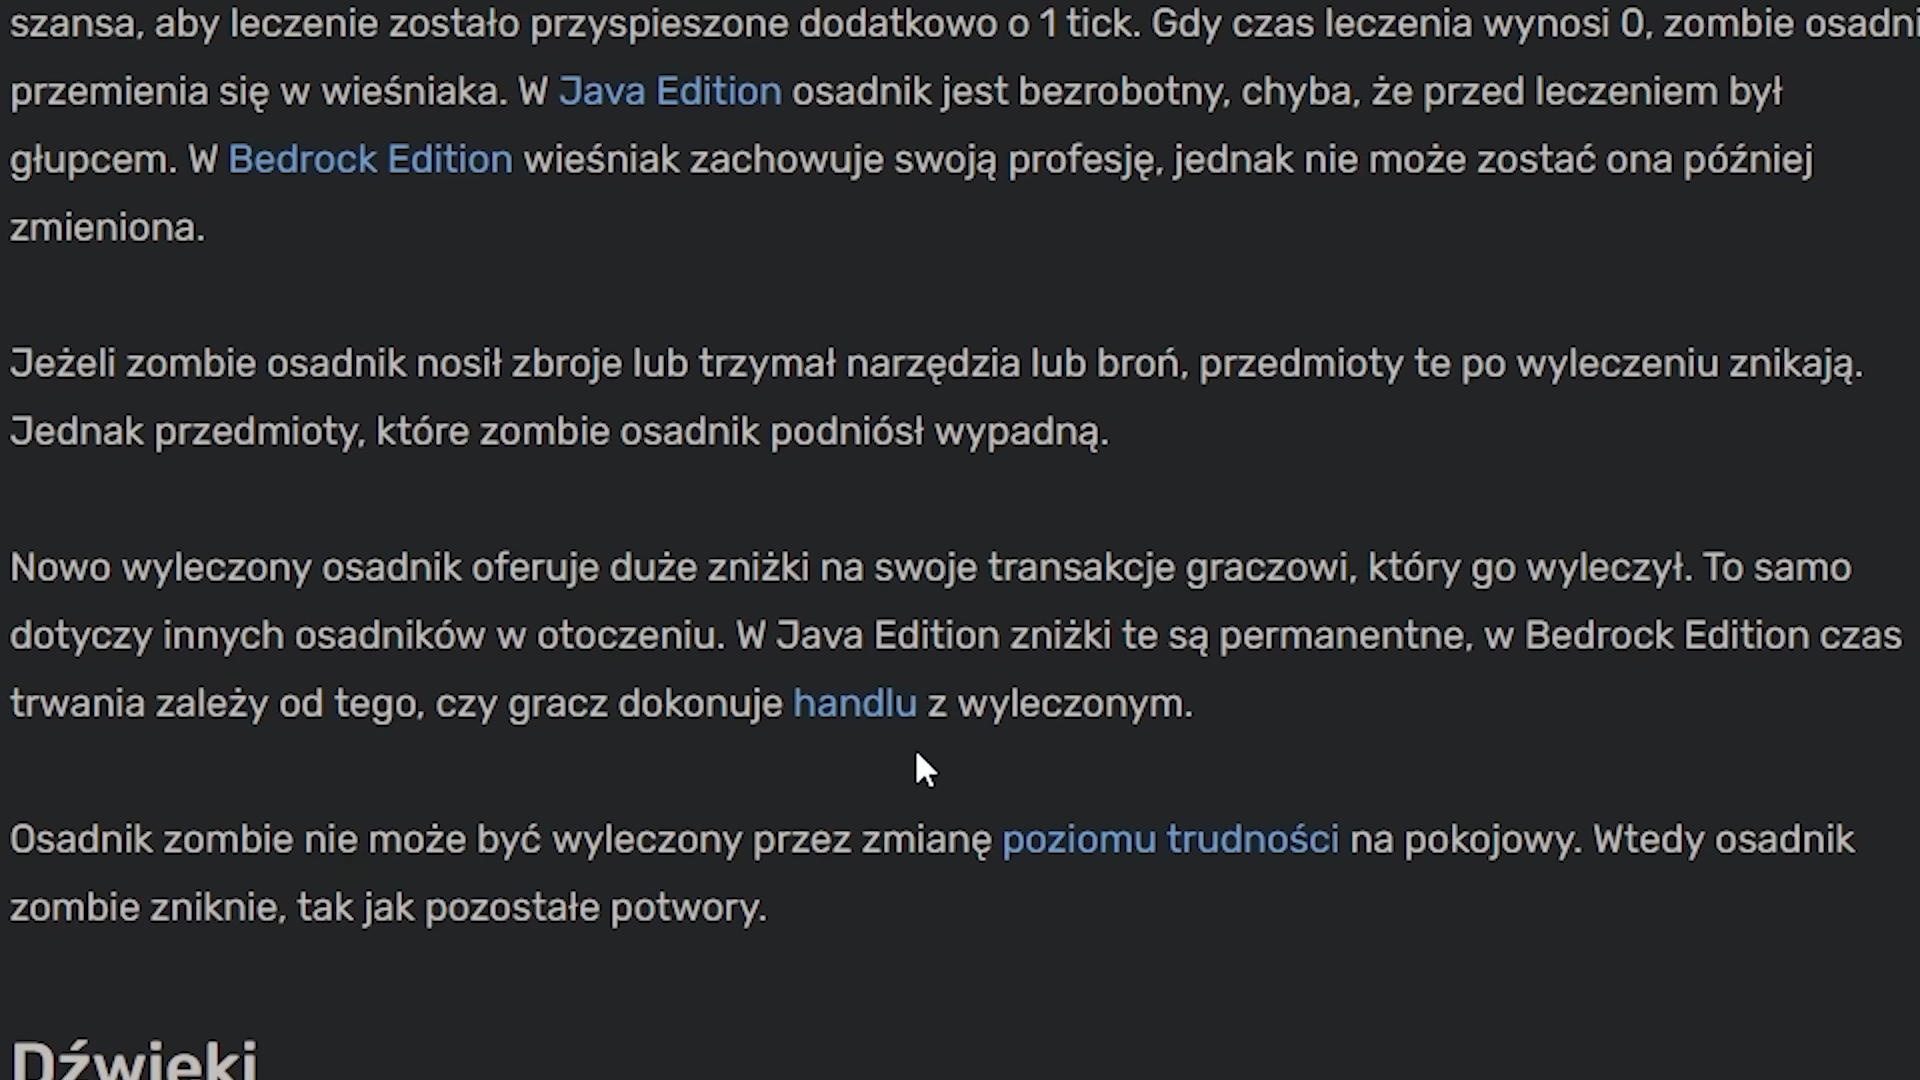 szansa, aby leczenie zostało przyspieszone dodatkowo o 1 tick. Gdy czas leczenia wynosi 0, zombie osadni
przemienia się w wieśniaka. W Java Edition osadnik jest bezrobotny, chyba, że przed leczeniem był
głupcem. W Bedrock Edition wieśniak zachowuje swoją profesję, jednak nie może zostać ona później
zmieniona.
Jeżeli zombie osadnik nosił zbroje lub trzymał narzędzia lub broń, przedmioty te po wyleczeniu znikają.
Jednak przedmioty, które zombie osadnik podniósł wypadną.
Nowo wyleczony osadnik oferuje duże zniżki na swoje transakcje graczowi, który go wyleczył. To samo
dotyczy innych osadników w otoczeniu. W Java Edition zniżki te są permanentne, w Bedrock Edition czas
trwania zależy od tego, czy gracz dokonuje handlu z wyleczonym.
Osadnik zombie nie może być wyleczony przez zmianę poziomu trudności na pokojowy. Wtedy osadnik
zombie zniknie, tak jak pozostałe potwory.
Dźwięki